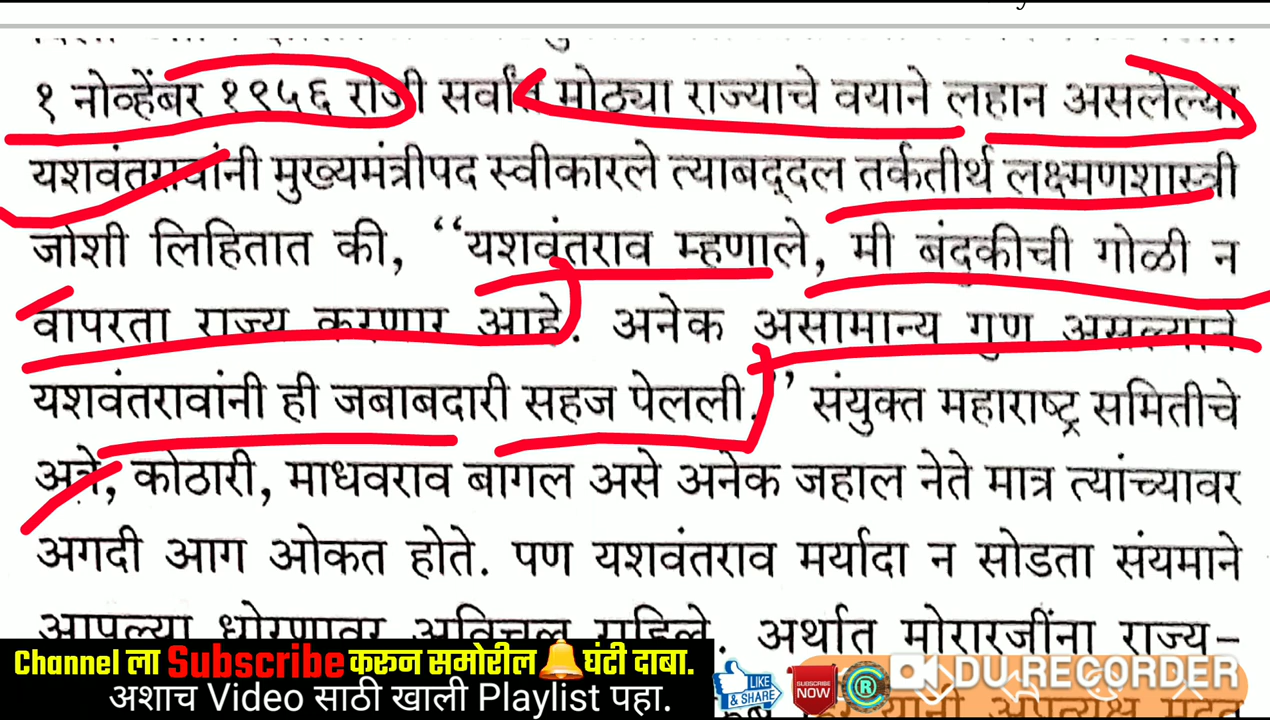 १ नोव्हेंबर १९५६ रोजी सर्वांत मोठ्या राज्याचे वयाने लहान असलेल्या
यशवंतरावांनी मुख्यमंत्रीपद स्वीकारले त्याबद्दल तर्कतीर्थ लक्ष्मणशास्त्री
जोशी लिहितात की, “यशवंतराव म्हणाले, मी बंदुकीची गोळी न
वापरता राज्य करणार आहे. अनेक असामान्य गुण असल्याने
यशवंतरावांनी ही जबाबदारी सहज पेलली.” संयुक्त महाराष्ट्र समितीचे
अत्रे, कोठारी, माधवराव बागल असे अनेक जहाल नेते मात्र त्यांच्यावर
अगदी आग ओकत होते. पण यशवंतराव मर्यादा न सोडता संयमाने
आपल्या धोरणावर अविचल राहिले. अर्थात मोरारजींना राज्य-
Channel ला Subscribe करून समोरील घंटी दाबा.
अशाच Video साठी खाली Playlist पहा.
LIKE & SHARE
SUBSCRIBE NOW
R
DU RECORDER